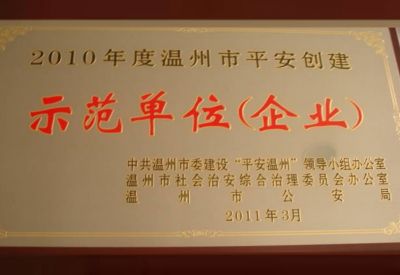 2010年度温州市平安创建
示范单位(企业)
中共温州市委建设“平安温州”领导小组办公室
温州市社会治安综合治理委员会办公室
温州市公安局
2011年3月